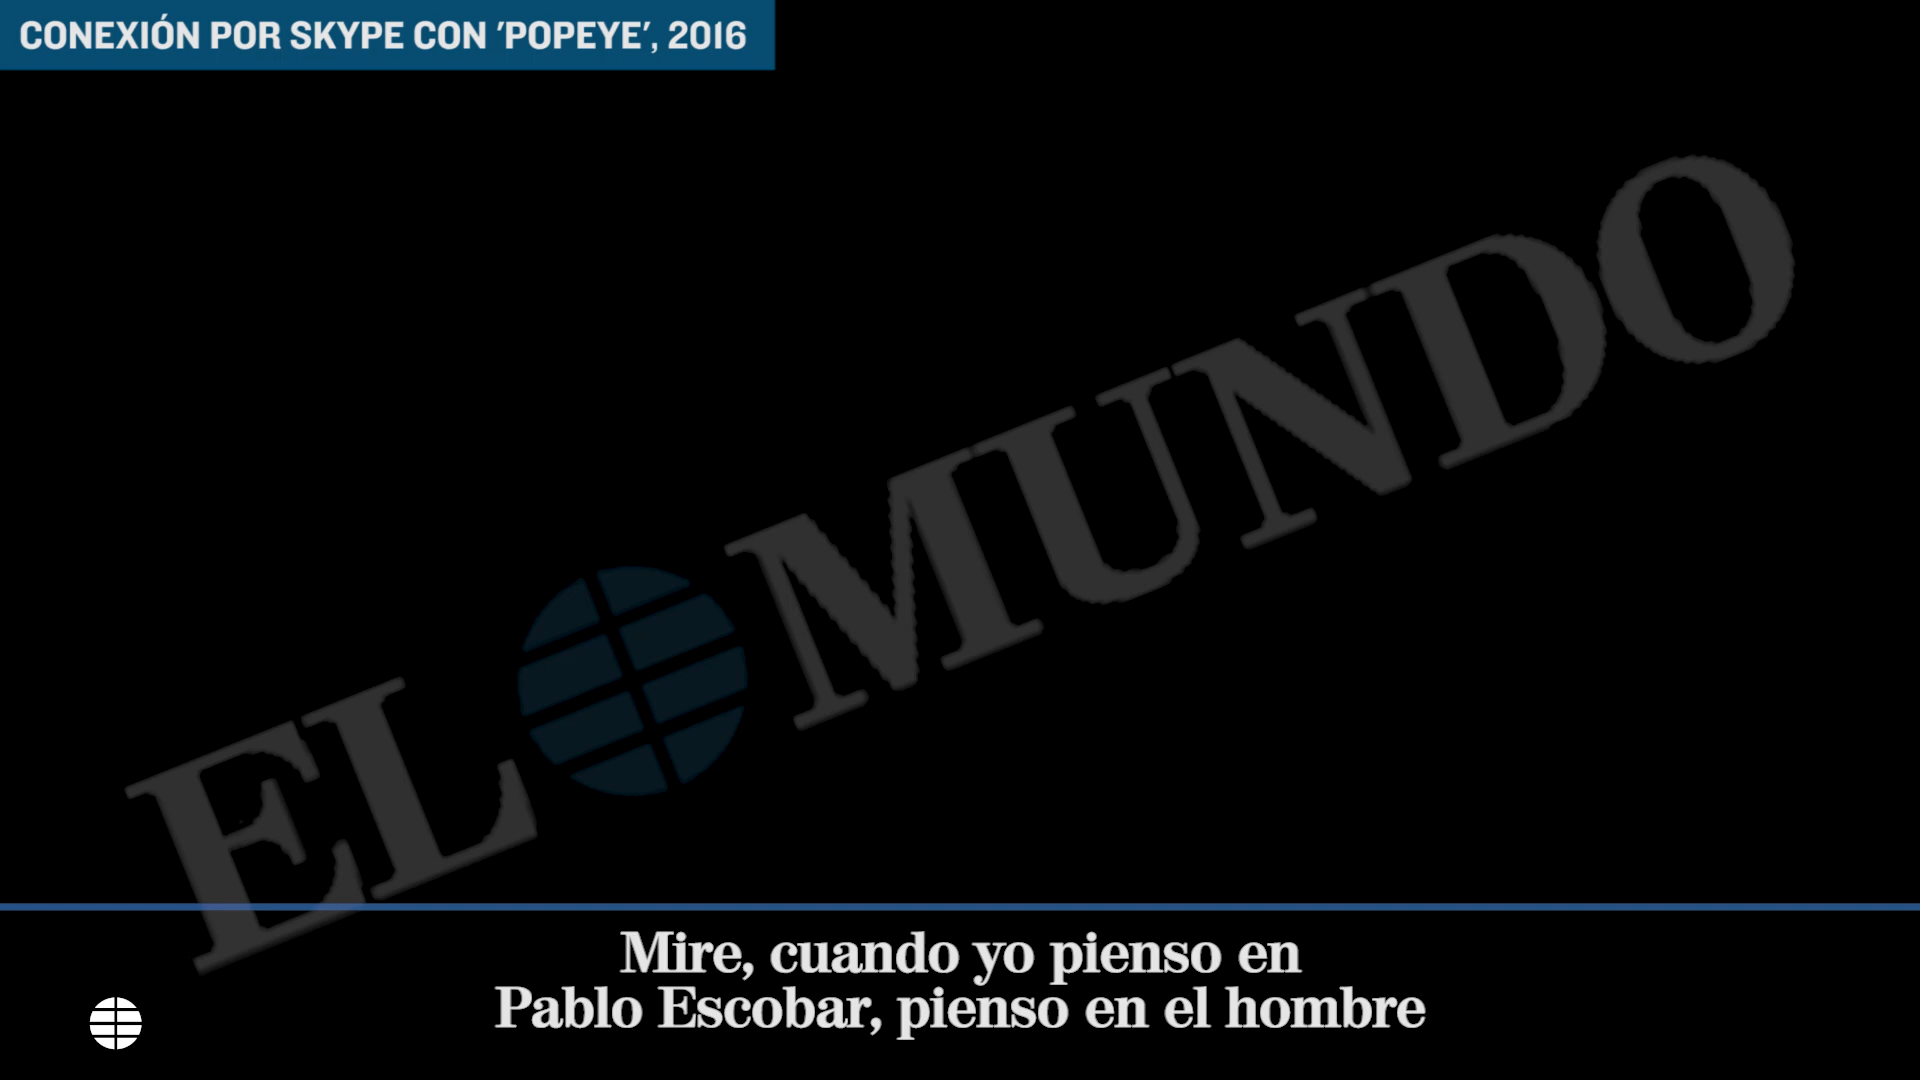 CONEXIÓN POR SKYPE CON 'POPEYE', 2016
EL MUNDO
Mire, cuando yo pienso en
Pablo Escobar, pienso en el hombre